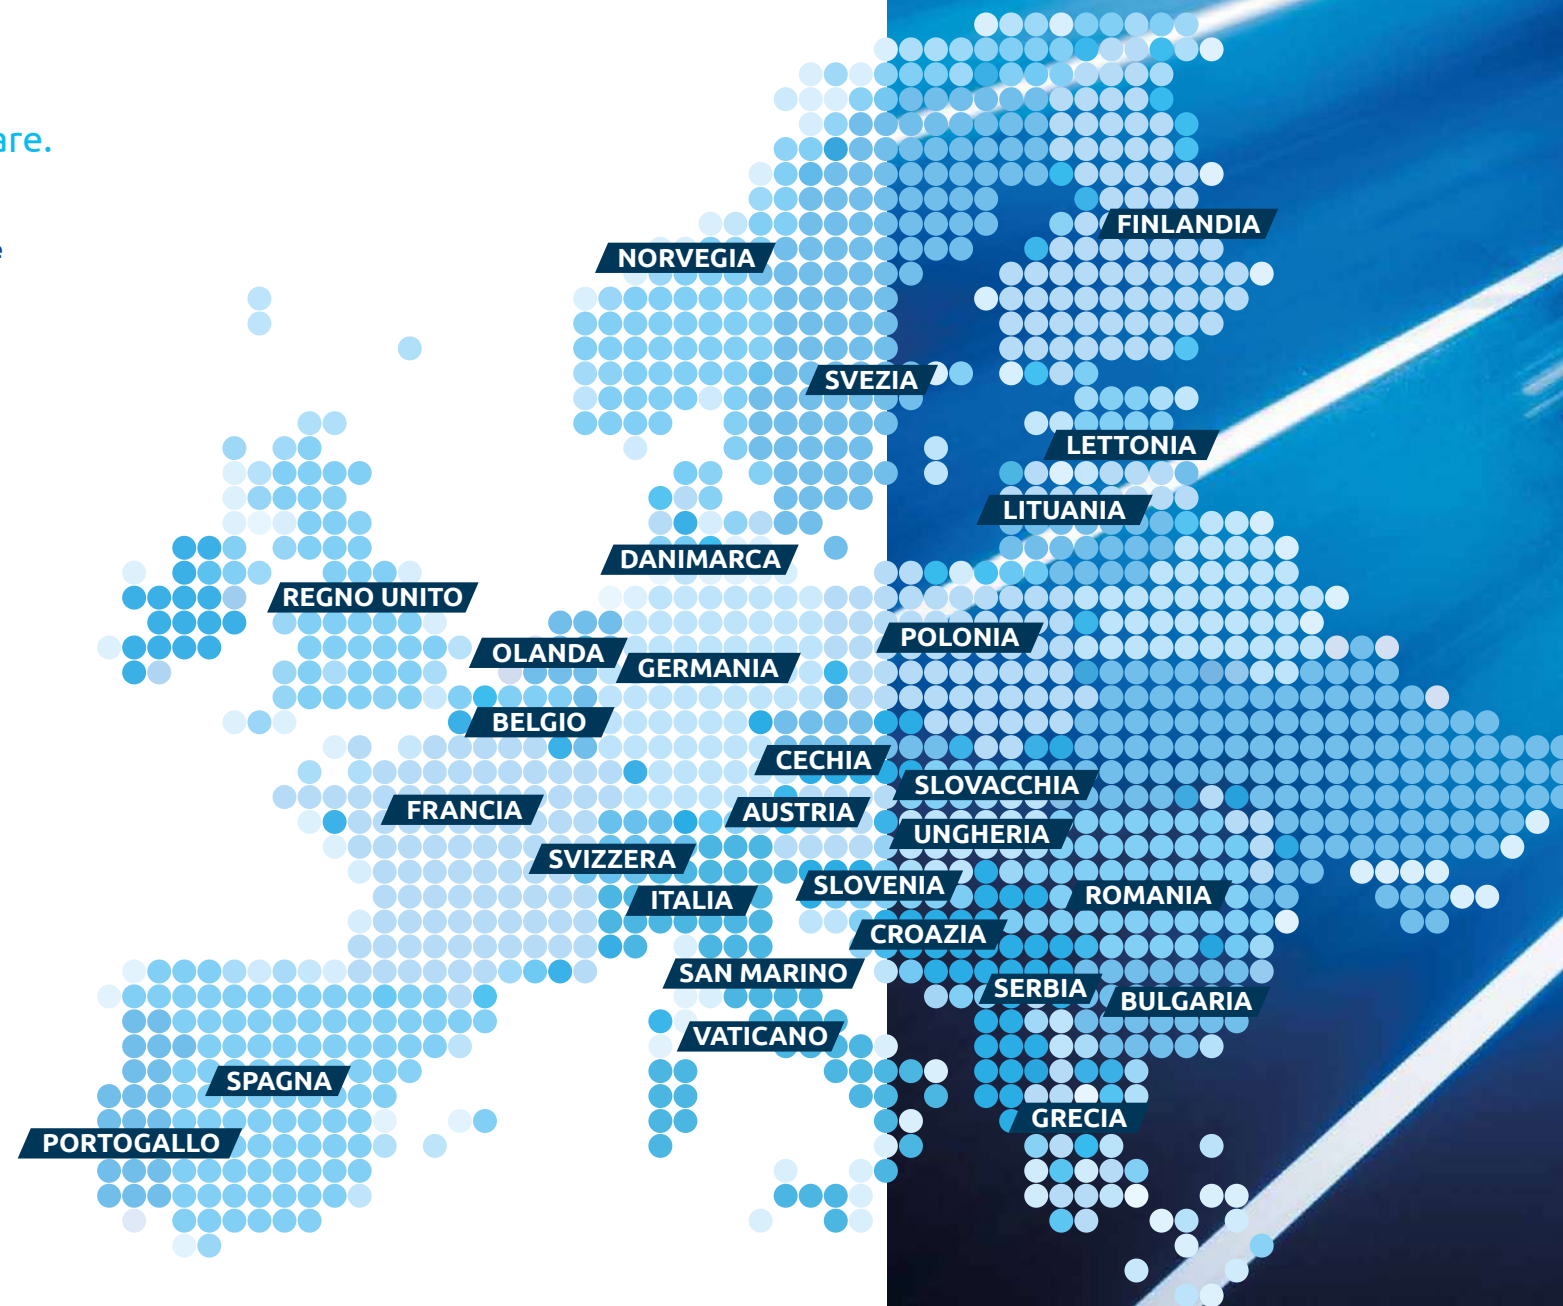 are.
e
FINLANDIA
NORVEGIA
SVEZIA
LETTONIA
LITUANIA
DANIMARCA
REGNO UNITO
POLONIA
OLANDA
GERMANIA
BELGIO
CECHIA
SLOVACCHIA
FRANCIA
AUSTRIA
UNGHERIA
SVIZZERA
SLOVENIA
ROMANIA
ITALIA
CROAZIA
SAN MARINO
SERBIA
BULGARIA
VATICANO
SPAGNA
GRECIA
PORTOGALLO